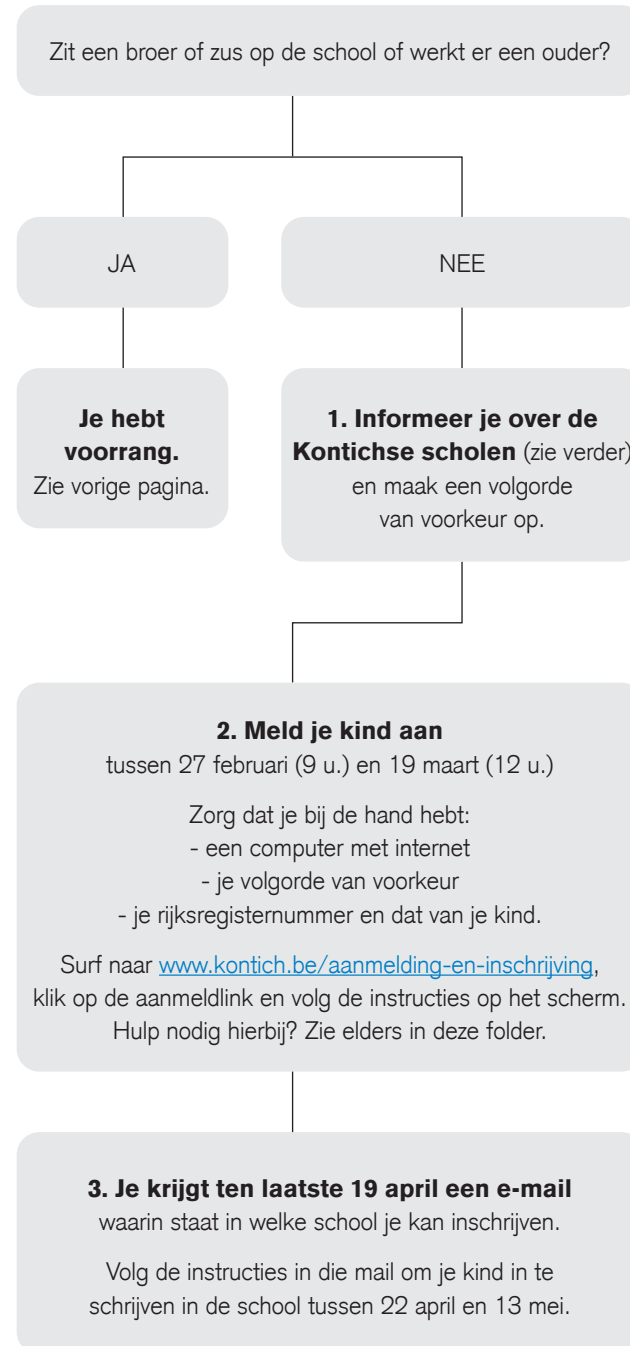 Zit een broer of zus op de school of werkt er een ouder?
JA
NEE
Je hebt
voorrang.
Zie vorige pagina.
1. Informeer je over de
Kontichse scholen (zie verder)
en maak een volgorde
van voorkeur op.
2. Meld je kind aan
tussen 27 februari (9 u.) en 19 maart (12 u.)
Zorg dat je bij de hand hebt:
- een computer met internet
- je volgorde van voorkeur
- je rijksregisternummer en dat van je kind.
Surf naar www.kontich.be/aanmelding-en-inschrijving,
klik op de aanmeldlink en volg de instructies op het scherm.
Hulp nodig hierbij? Zie elders in deze folder.
3. Je krijgt ten laatste 19 april een e-mail
waarin staat in welke school je kan inschrijven.
Volg de instructies in die mail om je kind in te
schrijven in de school tussen 22 april en 13 mei.